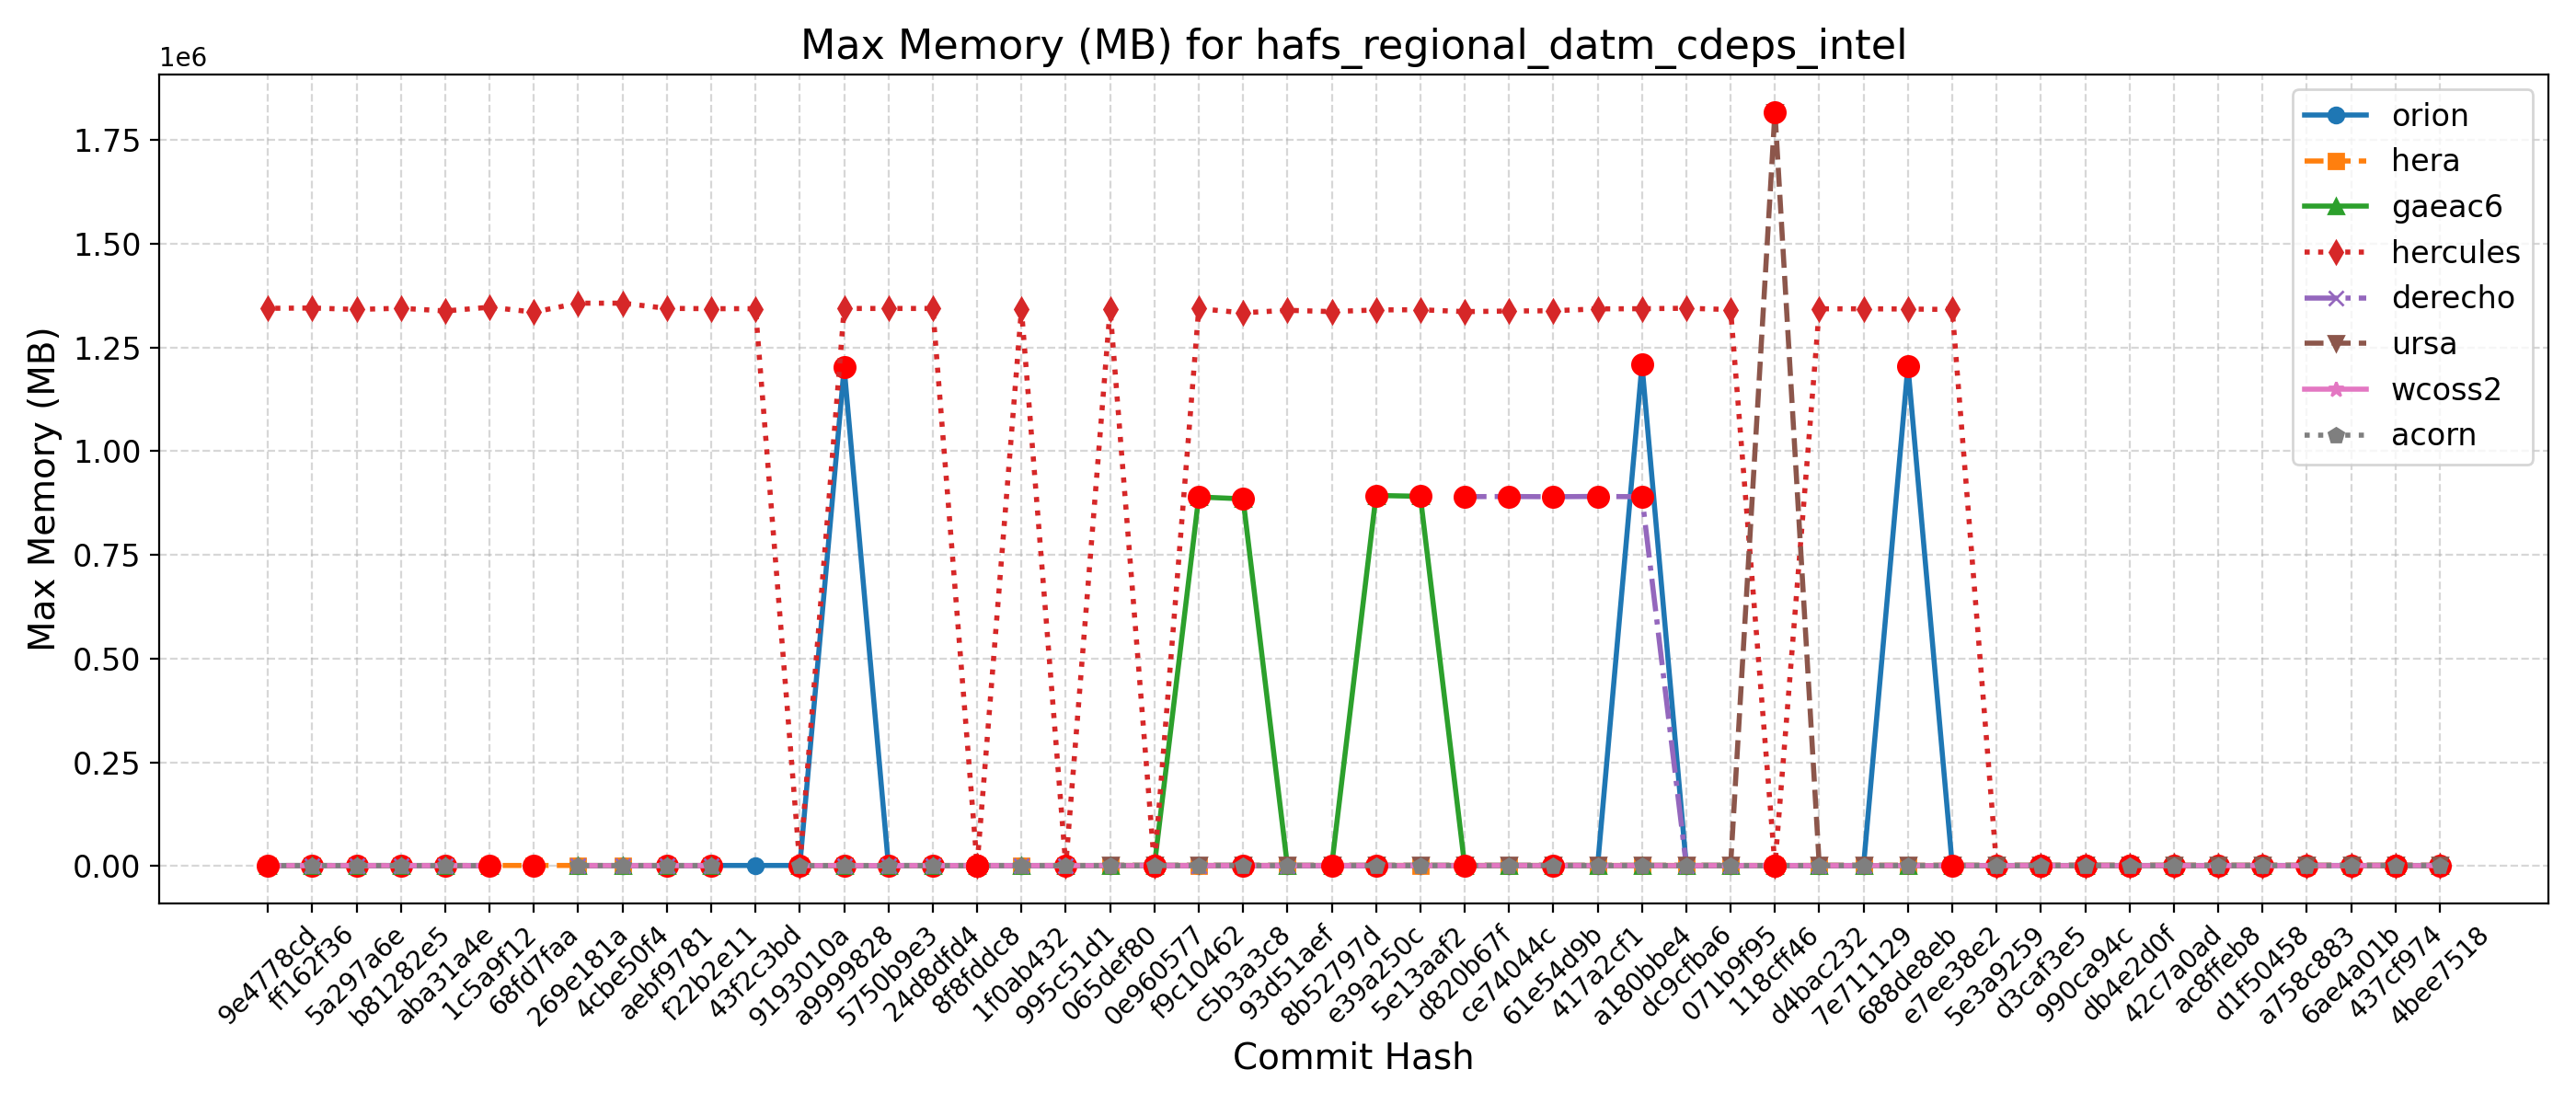 Max Memory (MB) for hafs_regional_datm_cdeps_intel
1e6
1.75
1.50
1.25
1.00
0.75
0.50
0.25
0.00
Max Memory (MB)
orion
hera
gaeac6
hercules
derecho
ursa
wcoss2
acorn
9e4778cd
ff162f36
5a297a6e
b81282e5
aba31a4e
1c5a9f12
68fd7faa
269e181a
4cbe50f4
aebf9781
f22b2e11
43f2c3bd
9193010a
a9999828
5750b9e3
24d8dfd4
8f8fddc8
1f0ab432
995c51d1
065def80
0e960577
f9c10462
c5b3a3c8
93d51aef
8b52797d
e39a250c
5e13aaf2
d820b67f
ce74044c
61e54d9b
417a2cf1
a180bbe4
dc9cfba6
071b9f95
118cff46
d4bac232
7e711129
688de8eb
e7ee38e2
5e3a9259
d3caf3e5
990ca94c
db4e2d0f
42c7a0ad
ac8ffeb8
d1f50458
a758c883
6ae4a01b
437cf974
4bee7518
Commit Hash